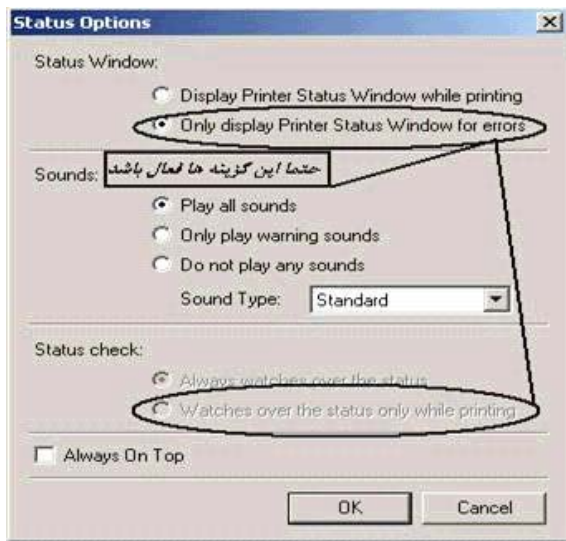 Status Options
Status Window:
Display Printer Status Window while printing
Only display Printer Status Window for errors
Sounds:
حتما این گزینه ها فعال باشد
Play all sounds
Only play warning sounds
Do not play any sounds
Sound Type: Standard
Status check:
Always watches over the status
Watches over the status only while printing
Always On Top
OK Cancel